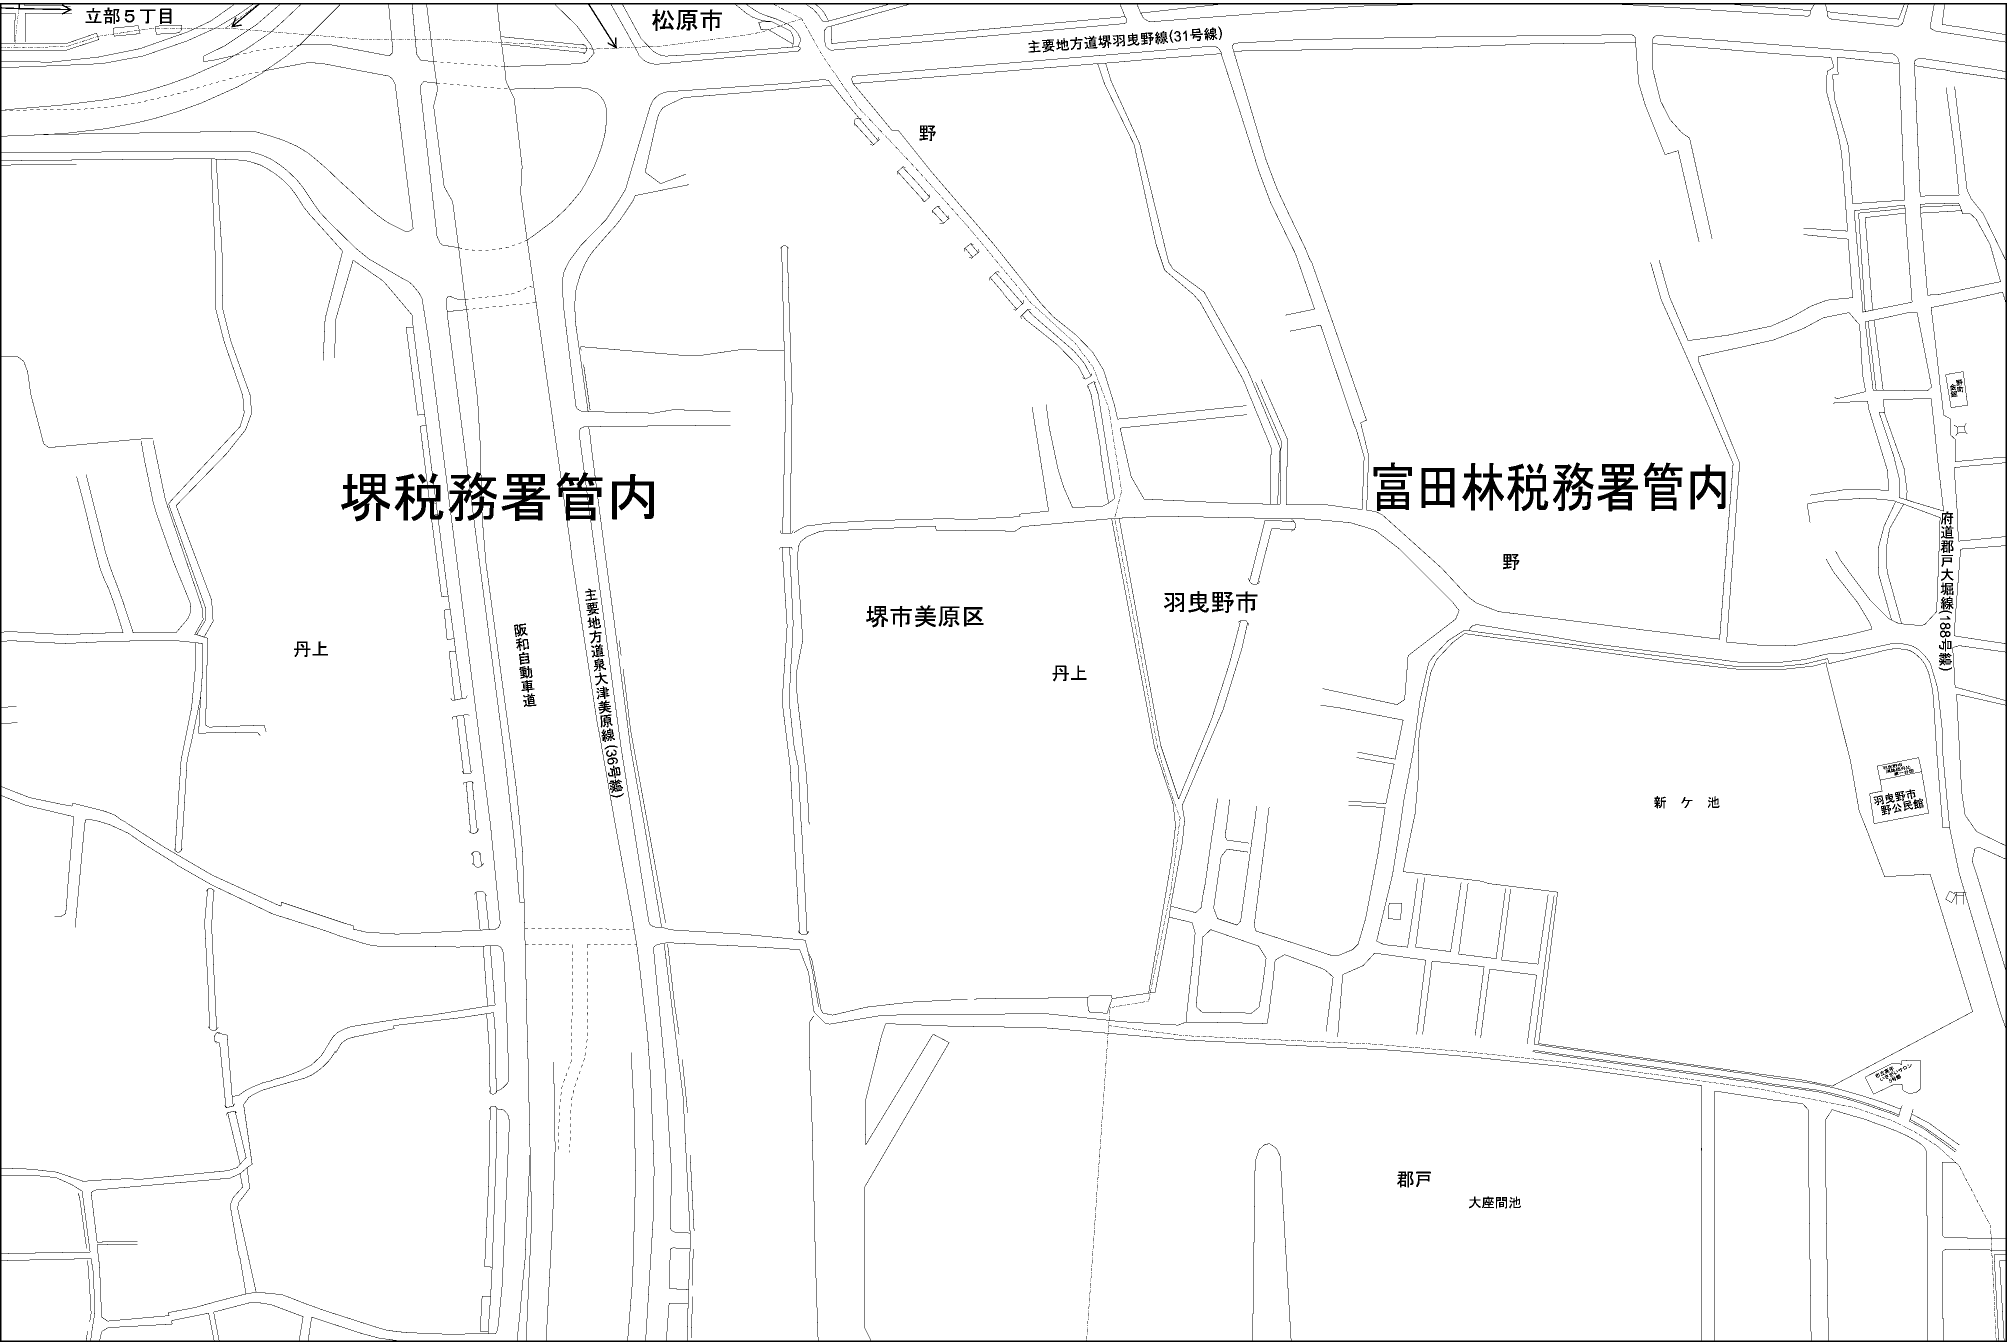 立部５丁目
松原市
主要地方道堺羽曳野線(31号線)
野
堺税務署管内
富田林税務署管内
野町
会館
府道郡戸大堀線(188号線)
野
主要地方道泉大津美原線(36号線)
阪和自動車道
堺市美原区
羽曳野市
丹上
丹上
新ケ池
羽曳野市
野公民館
郡戸
大座間池